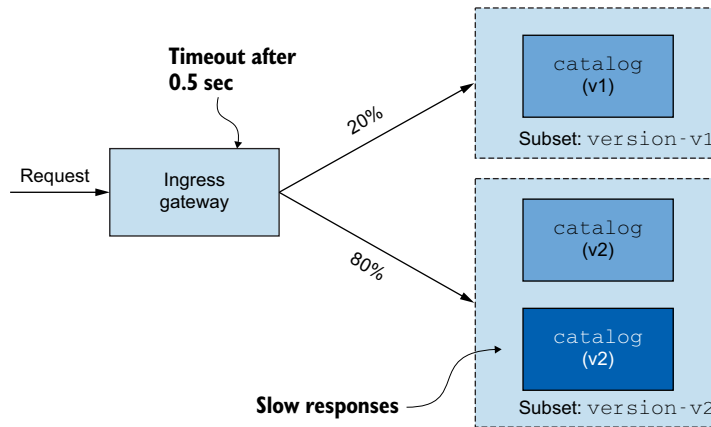 Timeout after
0.5 sec
Request
Ingress
gateway
20%
80%
catalog
(v1)
Subset: version-v1
catalog
(v2)
catalog
(v2)
Slow responses
Subset: version-v2